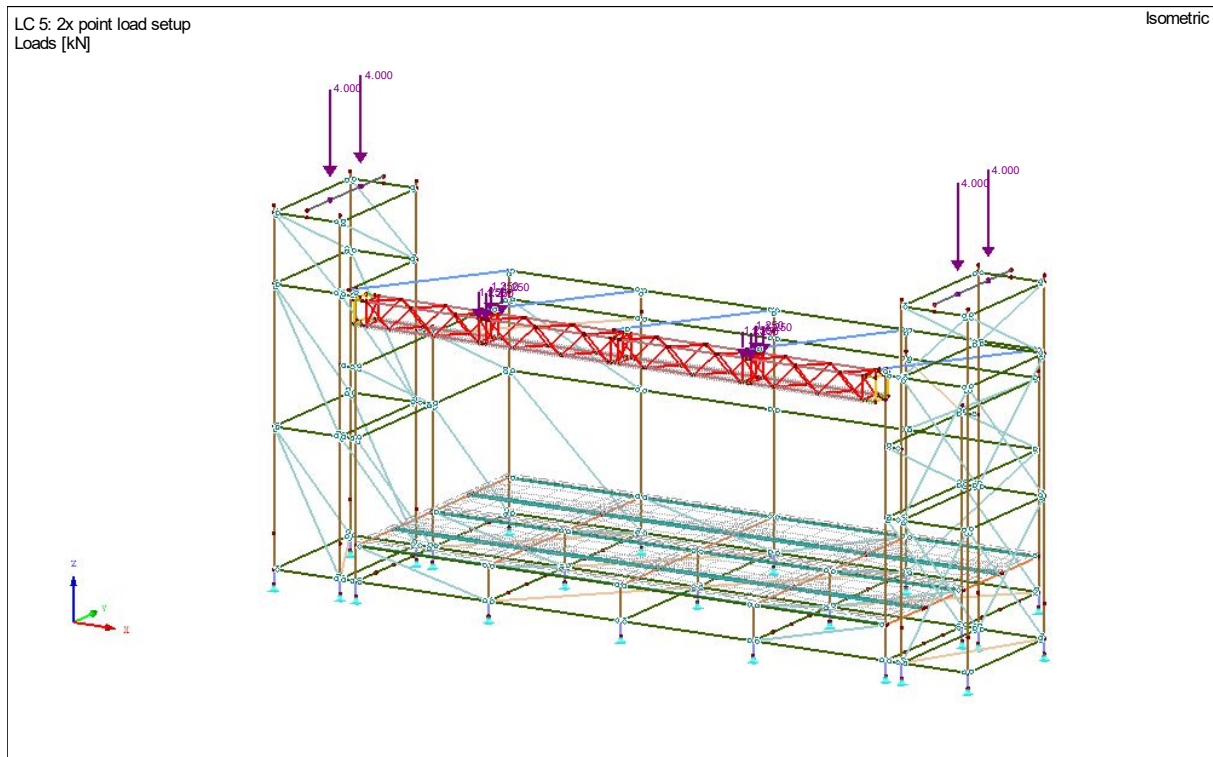 LC 5: 2x point load setup
Loads [kN]
Isometric
4.000
4.000
4.000
4.000
Z
Y
X